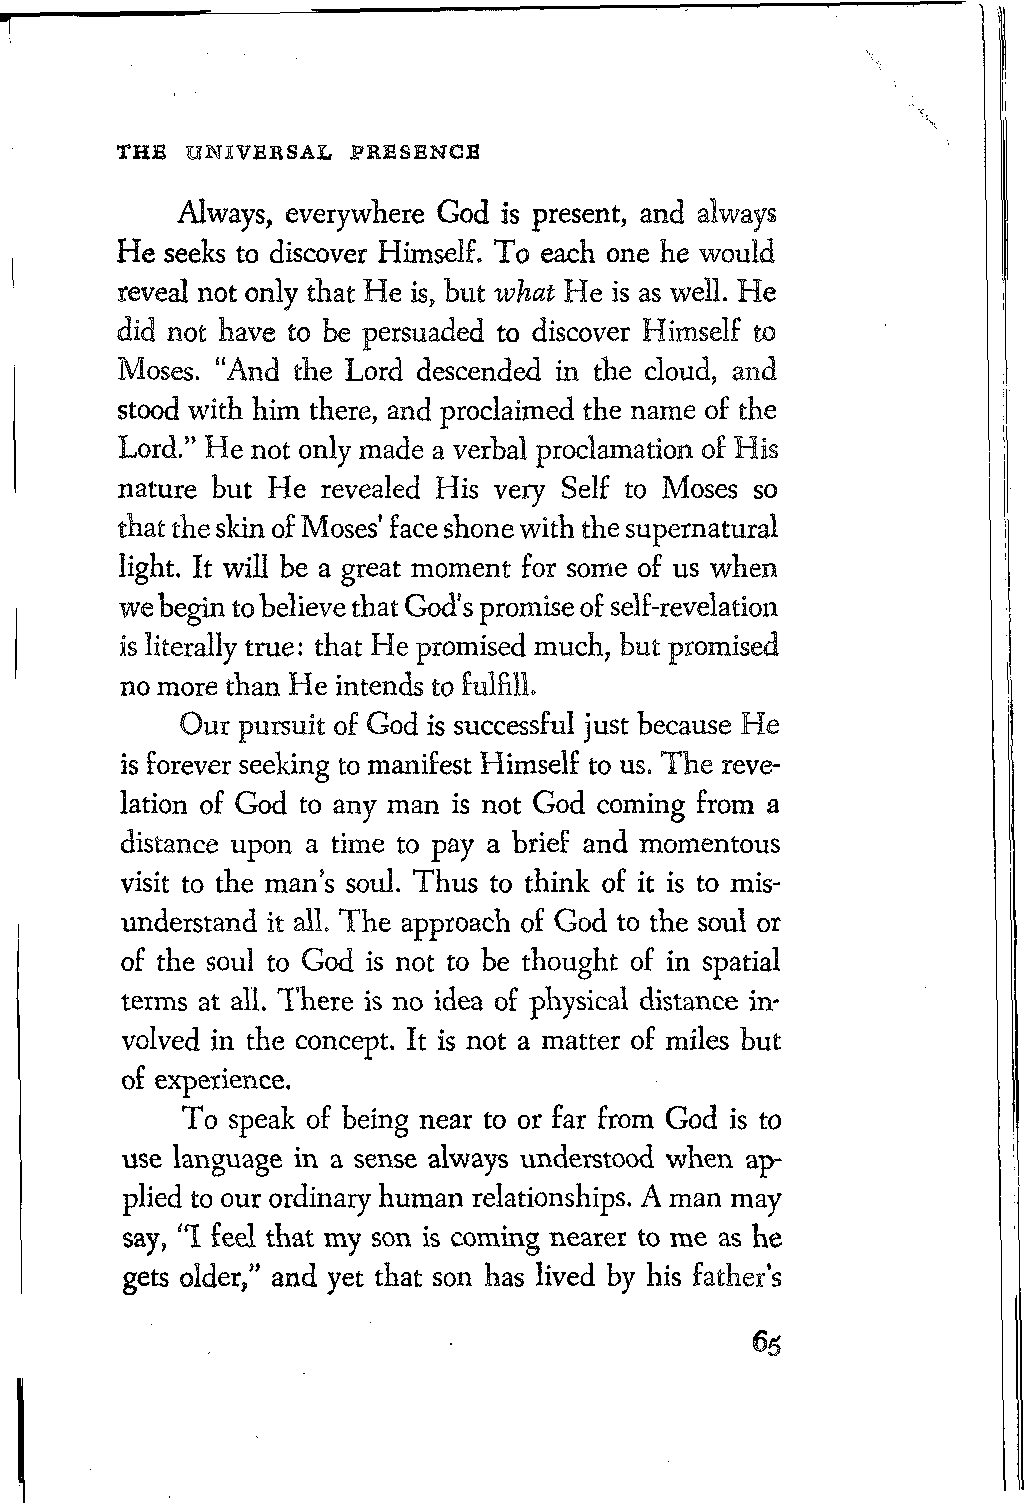 THE UNIVERSAL PRESENCE
Always, everywhere God is present, and always
He seeks to discover Himself. To each one he would
reveal not only that He is, but what He is as well. He
did not have to be persuaded to discover Himself to
Moses. "And the Lord descended in the cloud, and
stood with him there, and proclaimed the name of the
Lord." He not only made a verbal proclamation of His
nature but He revealed His very Self to Moses so
that the skin of Moses' face shone with the supernatural
light. It will be a great moment for some of us when
we begin to believe that God's promise of self-revelation
is literally true: that He promised much, but promised
no more than He intends to fulfill.
Our pursuit of God is successful just because He
is forever seeking to manifest Himself to us. The reve-
lation of God to any man is not God coming from a
distance upon a time to pay a brief and momentous
visit to the man's soul. Thus to think of it is to mis-
understand it all. The approach of God to the soul or
of the soul to God is not to be thought of in spatial
terms at all. There is no idea of physical distance in-
volved in the concept. It is not a matter of miles but
of experience.
To speak of being near to or far from God is to
use language in a sense always understood when ap-
plied to our ordinary human relationships. A man may
say, "I feel that my son is coming nearer to me as he
gets older," and yet that son has lived by his father's
65